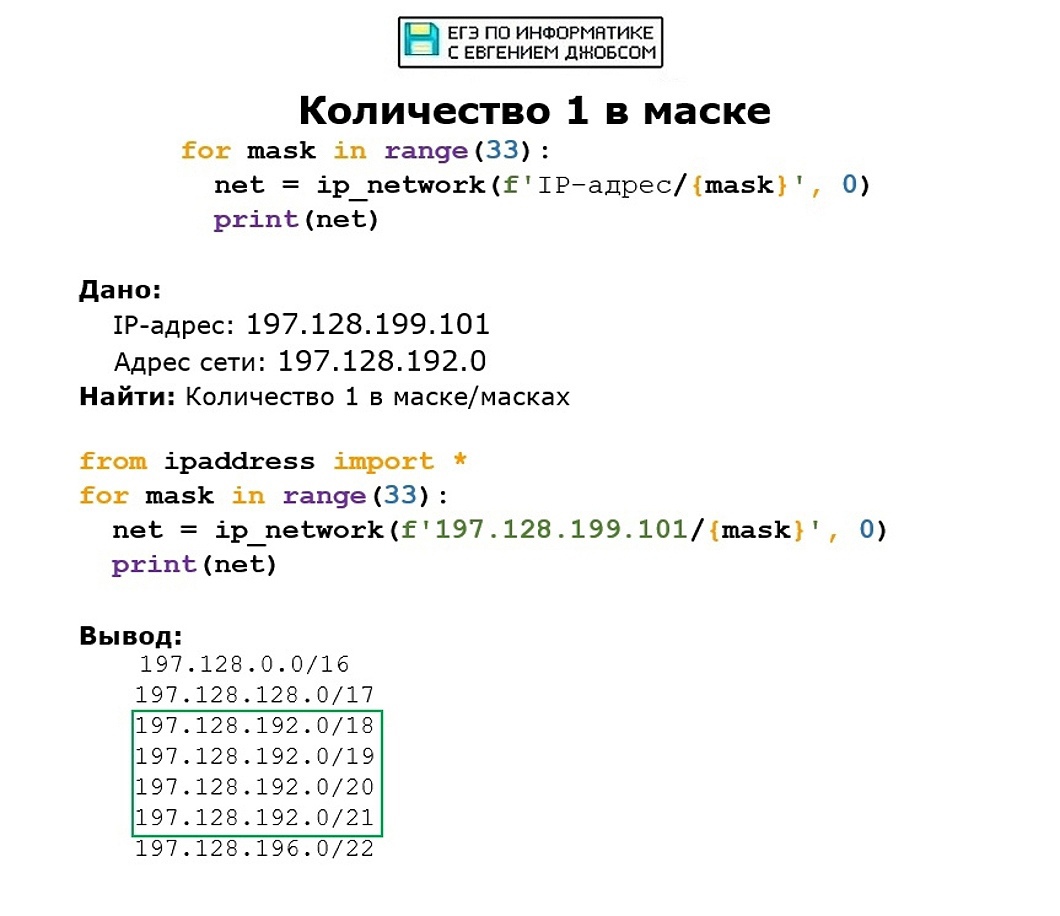 ЕГЭ ПО ИНФОРМАТИКЕ
С ЕВГЕНИЕМ ДЖОБСОМ
Количество 1 в маске
for mask in range(33):
  net = ip_network(f'IP-адрес/{mask}', 0)
  print(net)
Дано:
IP-адрес: 197.128.199.101
Адрес сети: 197.128.192.0
Найти: Количество 1 в маске/масках
from ipaddress import *
for mask in range(33):
  net = ip_network(f'197.128.199.101/{mask}', 0)
  print(net)
Вывод:
197.128.0.0/16
197.128.128.0/17
197.128.192.0/18
197.128.192.0/19
197.128.192.0/20
197.128.192.0/21
197.128.196.0/22